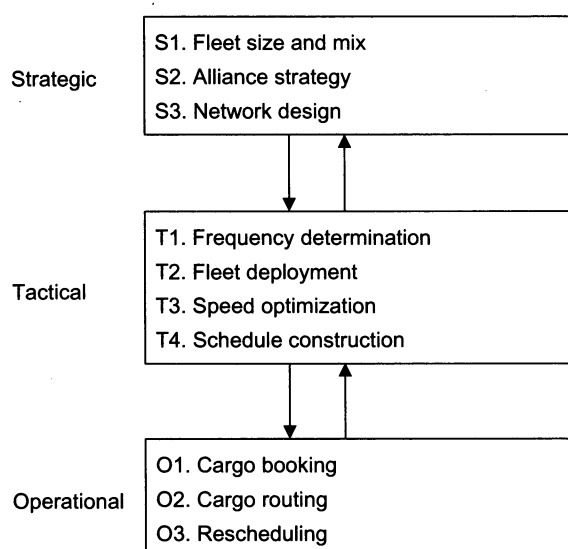 S1. Fleet size and mix
Strategic
S2. Alliance strategy
S3. Network design
T1. Frequency determination
T2. Fleet deployment
Tactical
T3. Speed optimization
T4. Schedule construction
O1. Cargo booking
Operational
O2. Cargo routing
O3. Rescheduling